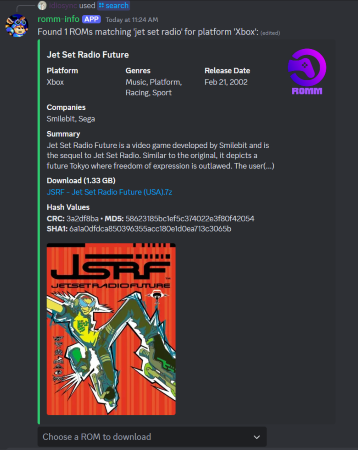 used # search
romm-info APP Today at 11:24 AM
Found 1 ROMs matching 'jet set radio' for platform 'Xbox': (edited)
Jet Set Radio Future
Platform Genres Release Date
Xbox Music, Platform, Feb 21, 2002
Racing, Sport
ROMM
Companies
Smilebit, Sega
Summary
Jet Set Radio Future is a video game developed by Smilebit and is
the sequel to Jet Set Radio. Similar to the original, it depicts a
future Tokyo where freedom of expression is outlawed. The user(...)
Download (1.33 GB)
JSRF - Jet Set Radio Future (USA).7z
Hash Values
CRC: 3a2df8ba • MD5: 58623185bc1ef5c374022e3f80f42054
SHA1: 6a1a0dfdca850396355acc180e1d0ea713c3065b
JSRF
JETSETRADIOFUTURE
Choose a ROM to download